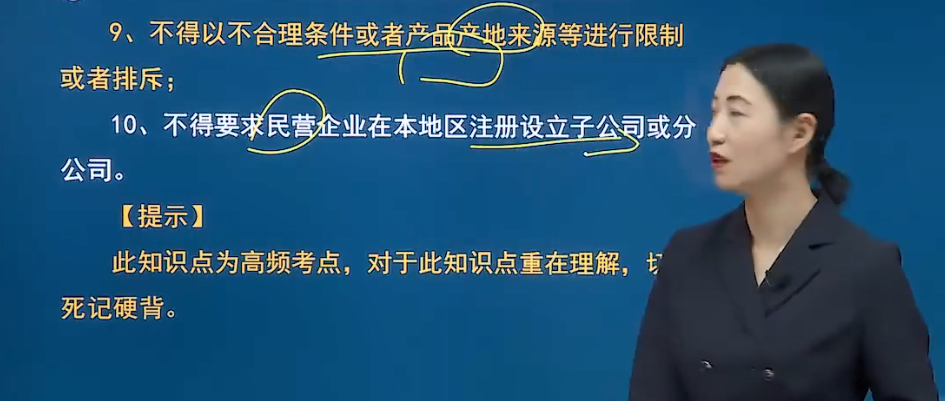 9、不得以不合理条件或者产品产地来源等进行限制
或者排斥；
10、不得要求民营企业在本地区注册设立子公司或分
公司。
【提示】
此知识点为高频考点，对于此知识点重在理解，切
死记硬背。